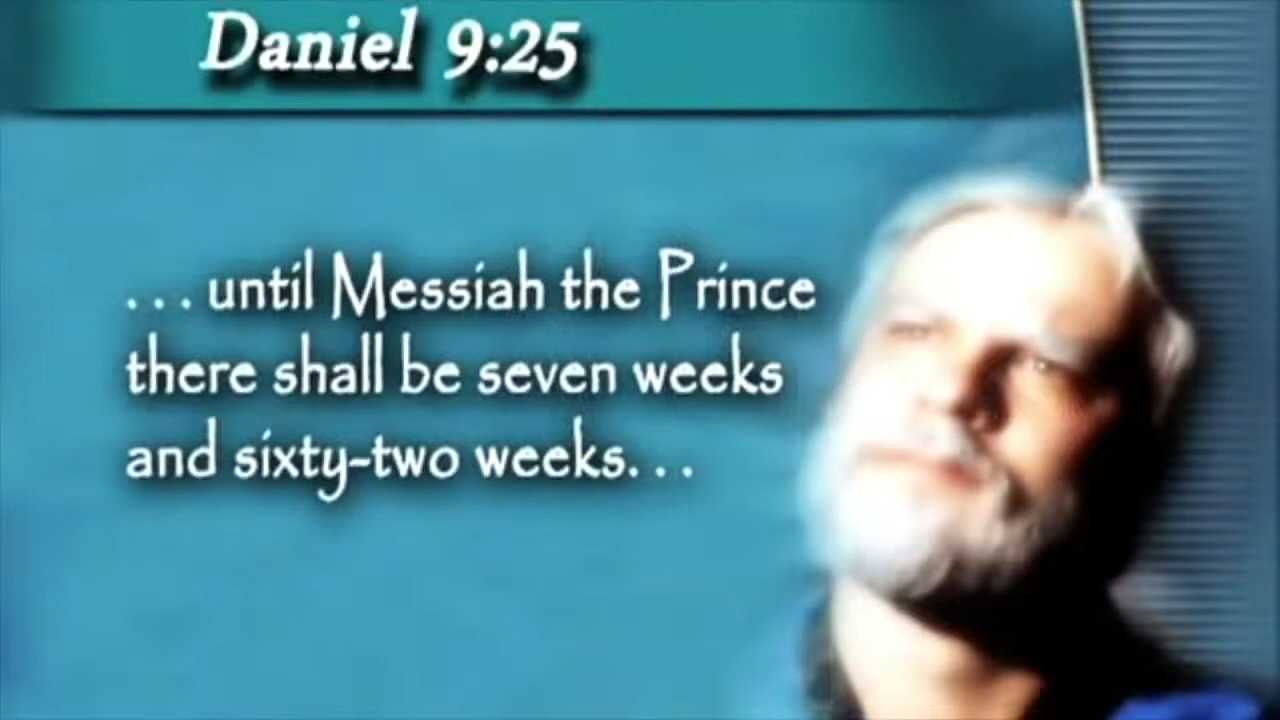 Daniel 9:25
. . . until Messiah the Prince
there shall be seven weeks
and sixty-two weeks. . .